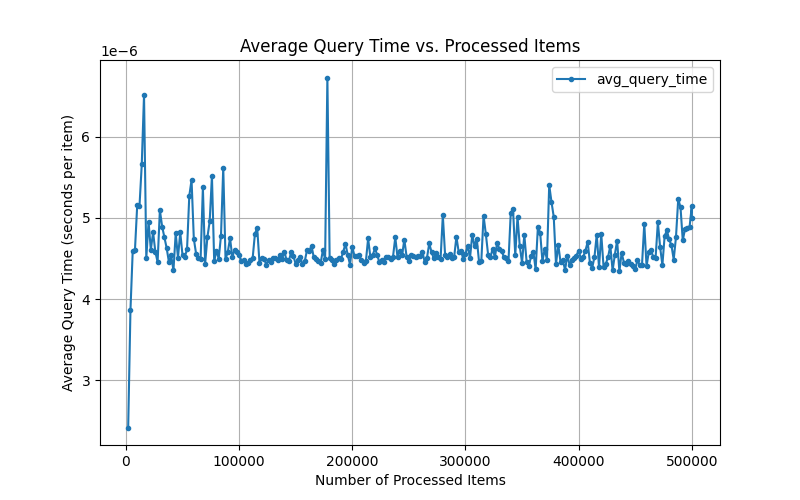 Average Query Time vs. Processed Items
1e−6
avg_query_time
6
5
4
3
Average Query Time (seconds per item)
0 100000 200000 300000 400000 500000
Number of Processed Items